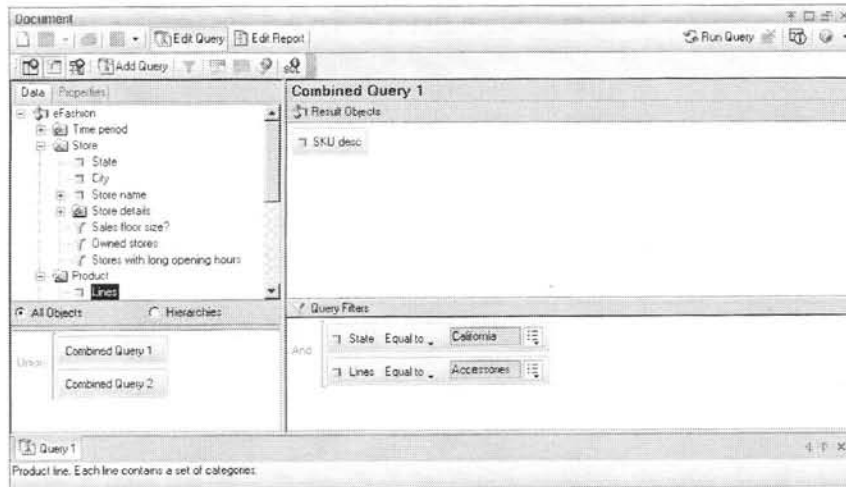 Document
Edit Query Edit Report Run Query
Add Query SQL
Data Properties
eFashion
Time period
Store
State
City
Store name
Store details
Sales floor size?
Owned stores
Stores with long opening hours
Product
Lines
All Objects Hierarchies
Union
Combined Query 1
Combined Query 2
Combined Query 1
Result Objects
SKU desc
Query Filters
And
State Equal to California
Lines Equal to Accessories
Query 1
Product line. Each line contains a set of categories.